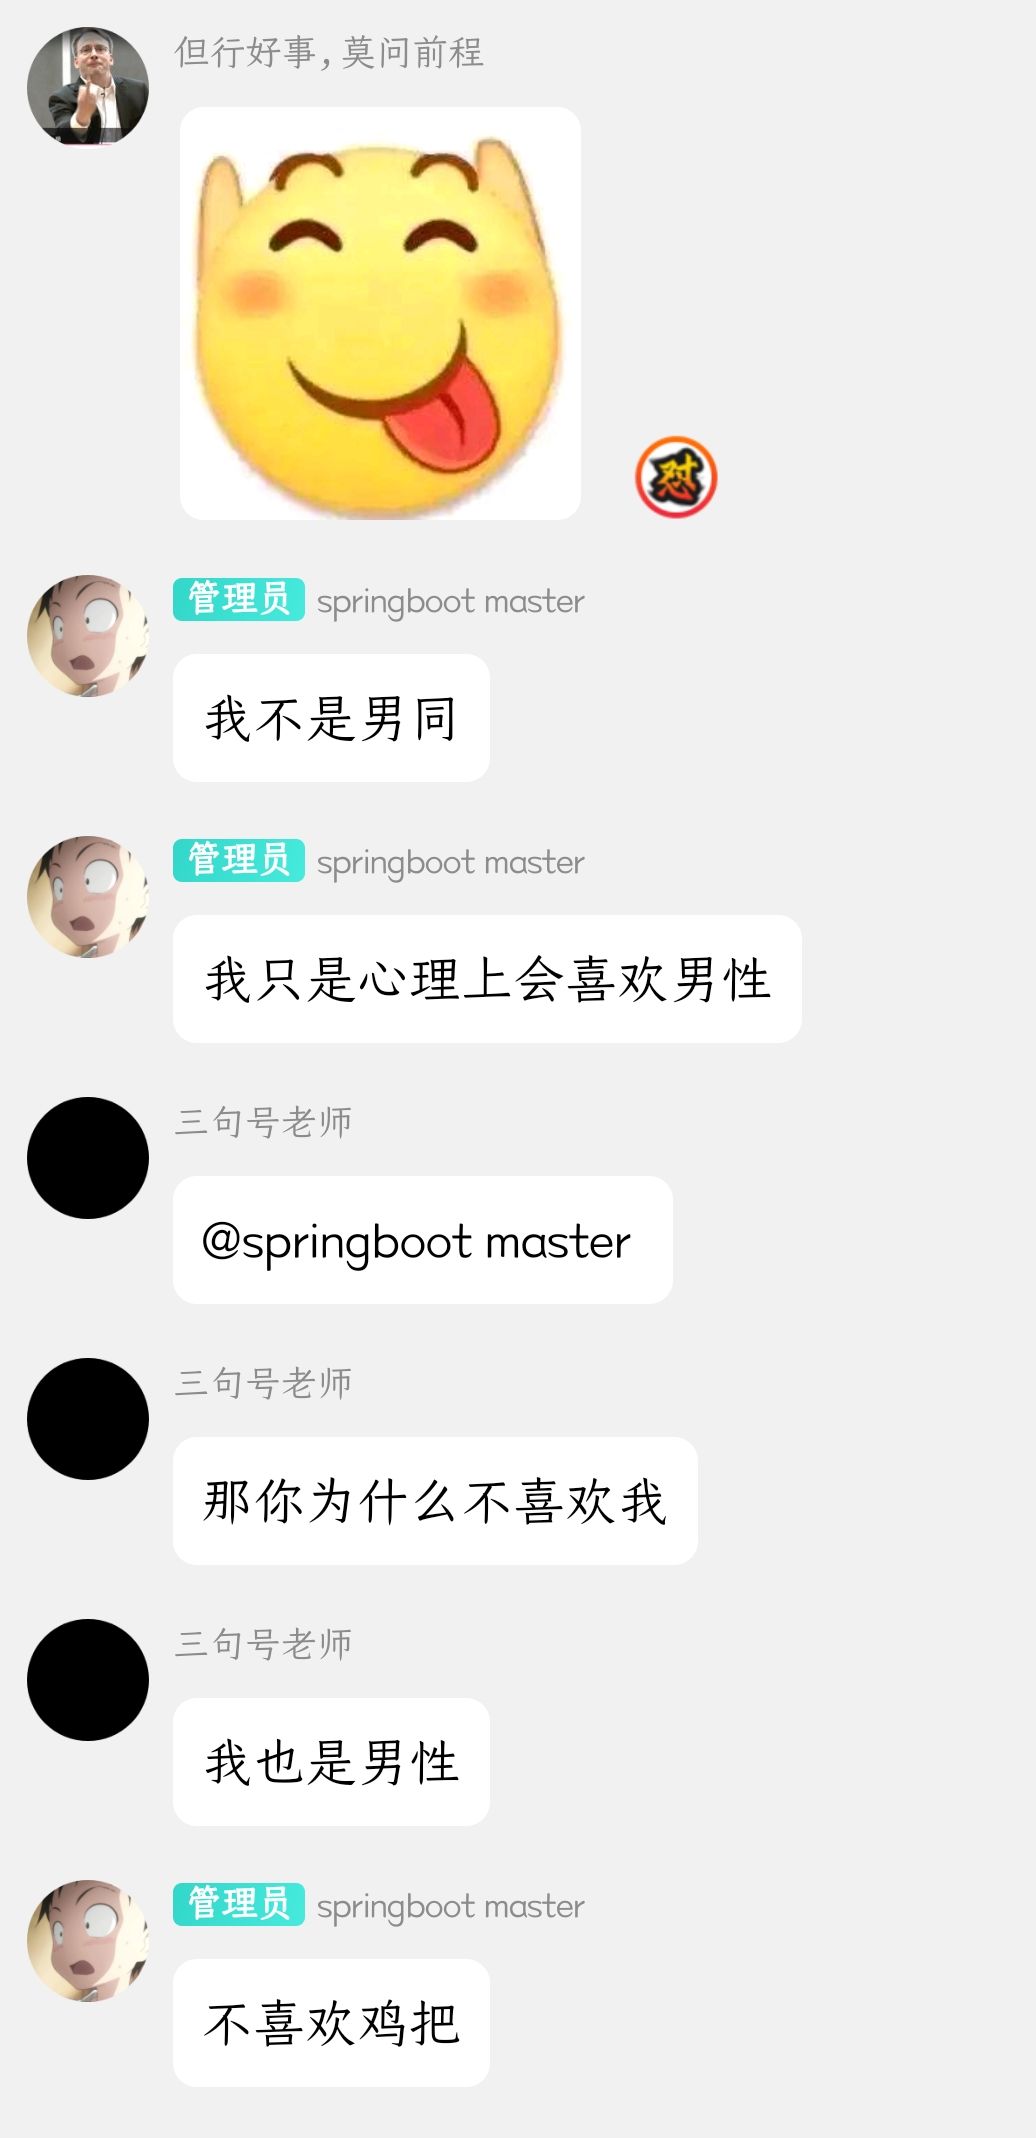 但行好事,莫问前程
怼
管理员 springboot master
我不是男同
管理员 springboot master
我只是心理上会喜欢男性
三句号老师
@springboot master
三句号老师
那你为什么不喜欢我
三句号老师
我也是男性
管理员 springboot master
不喜欢鸡把